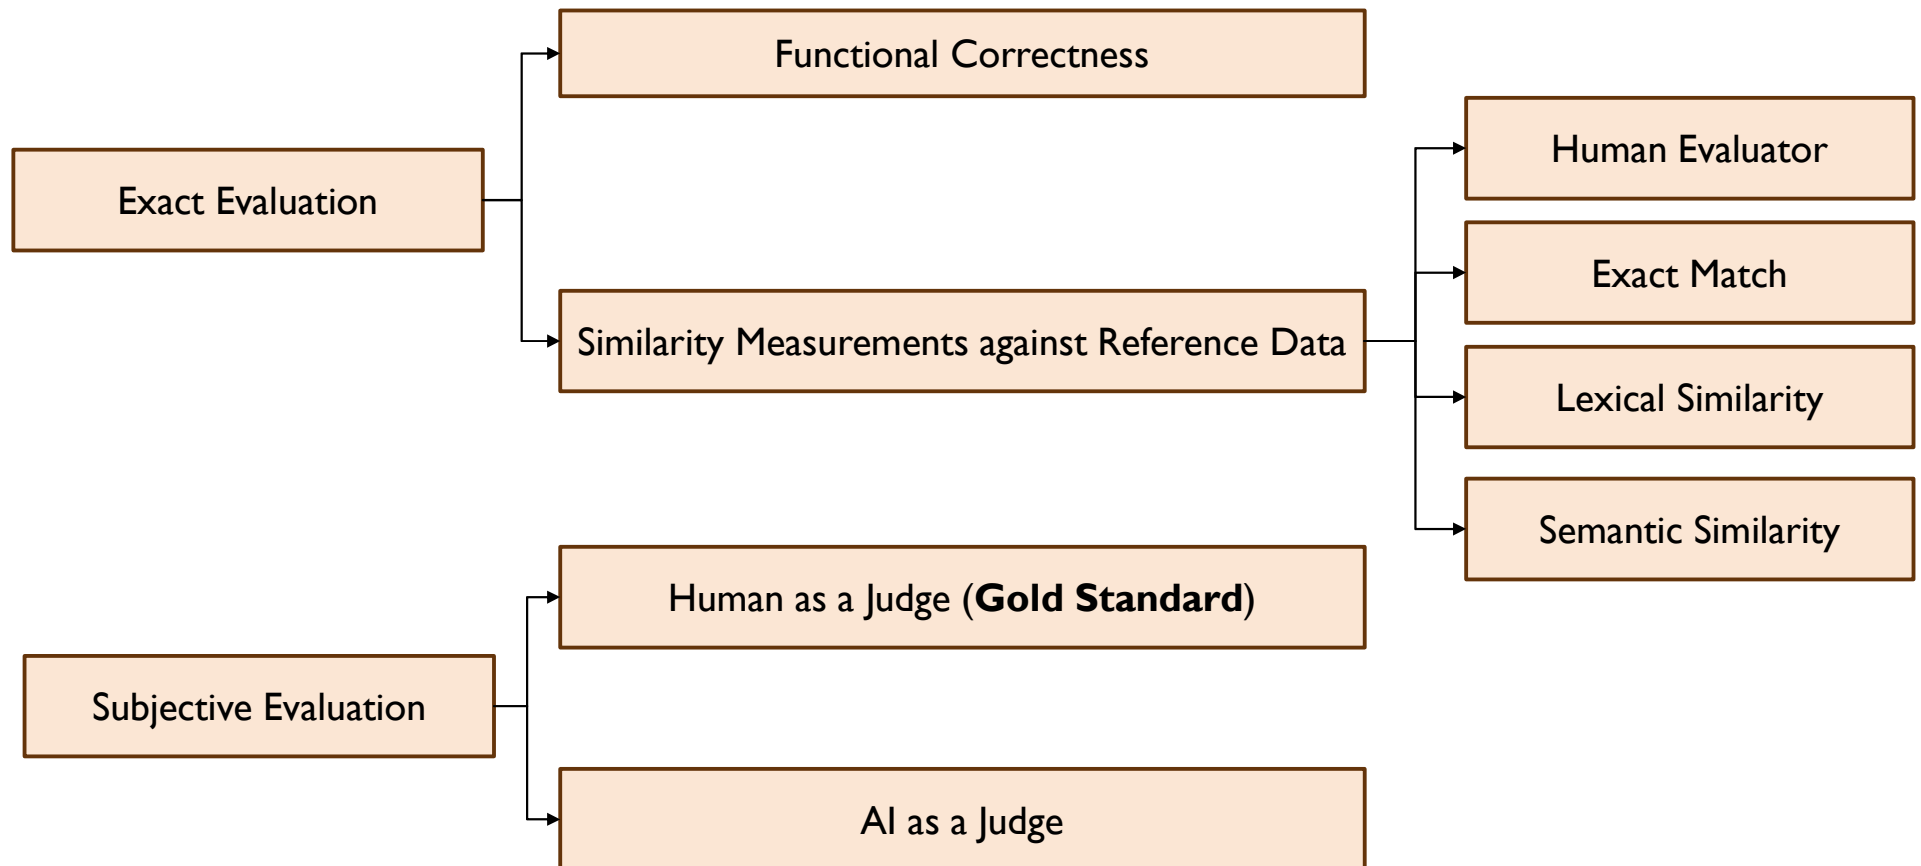 Functional Correctness
Exact Evaluation
Similarity Measurements against Reference Data
Human Evaluator
Exact Match
Lexical Similarity
Semantic Similarity
Human as a Judge (Gold Standard)
Subjective Evaluation
AI as a Judge